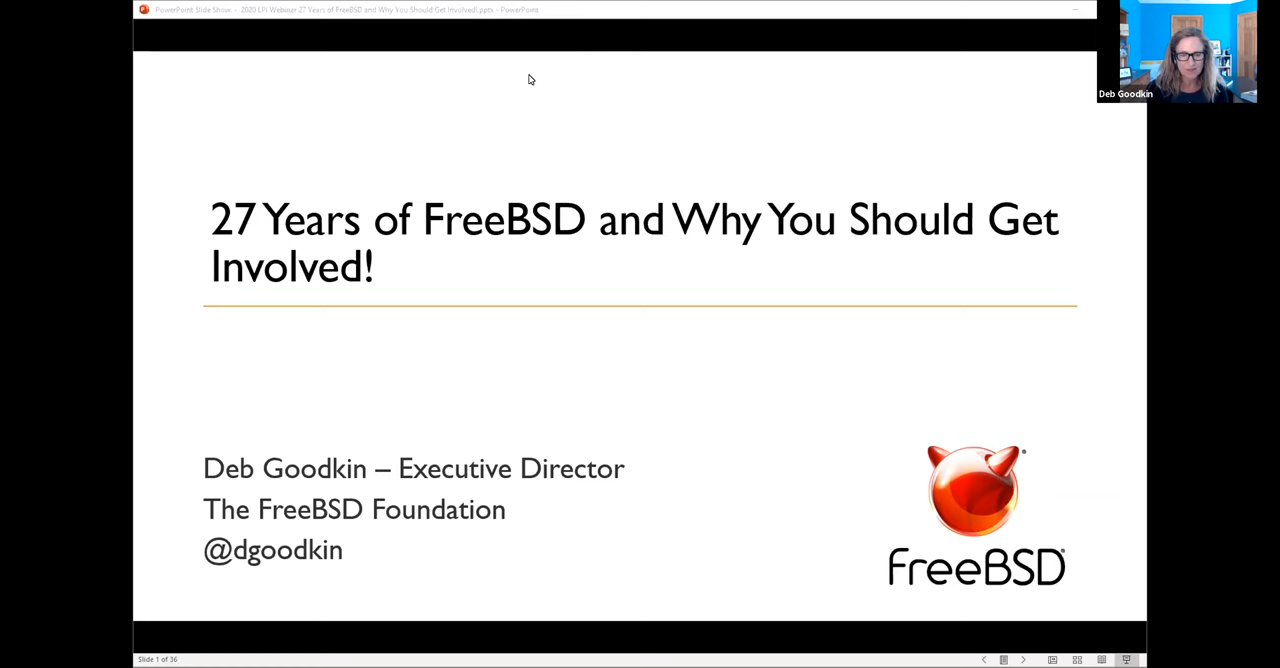 PowerPoint Slide Show - 2020 LPI Webinar 27 Years of FreeBSD and Why You Should Get Involved!.pptx - PowerPoint
Deb Goodkin
27 Years of FreeBSD and Why You Should Get
Involved!
Deb Goodkin – Executive Director
The FreeBSD Foundation
@dgoodkin
FreeBSD®
Slide 1 of 36